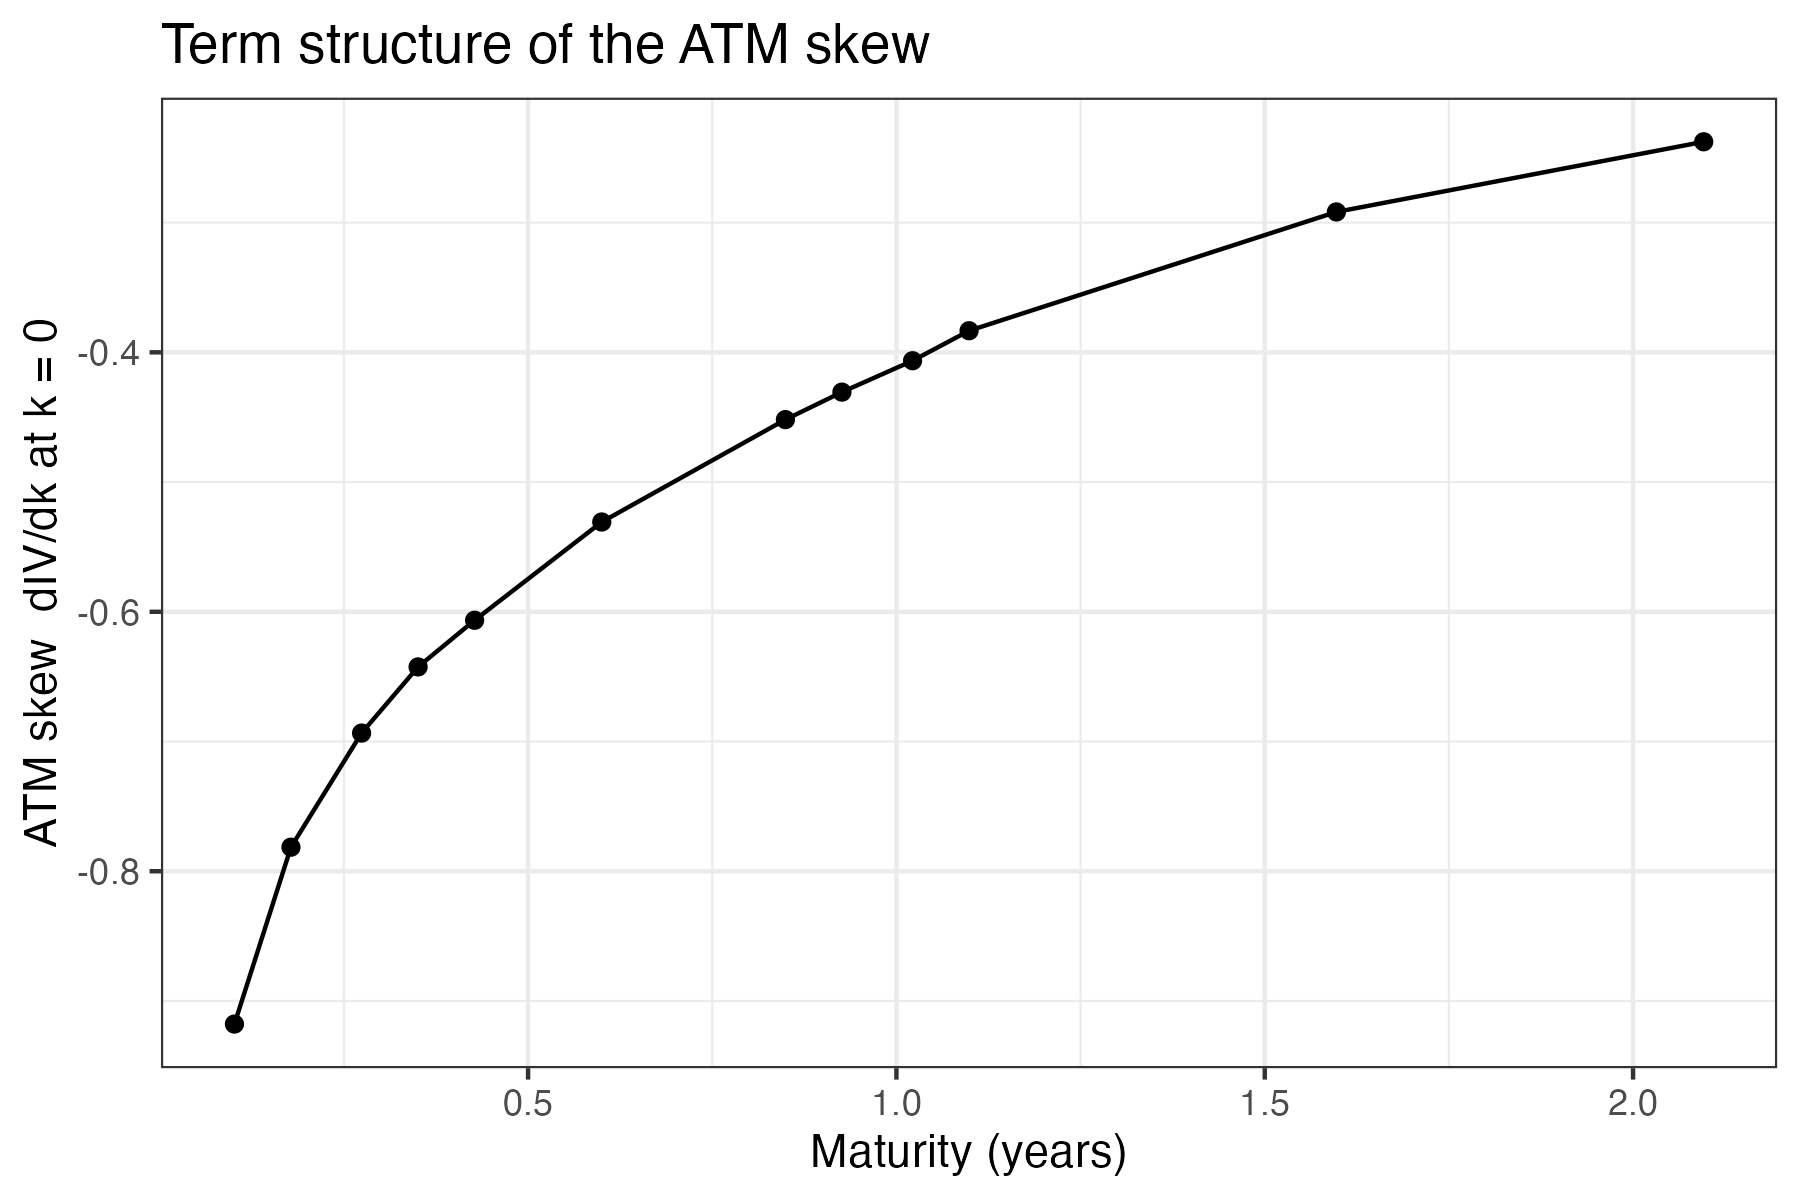 Term structure of the ATM skew
ATM skew  dIV/dk at k = 0
-0.4
-0.6
-0.8
0.5
1.0
1.5
2.0
Maturity (years)